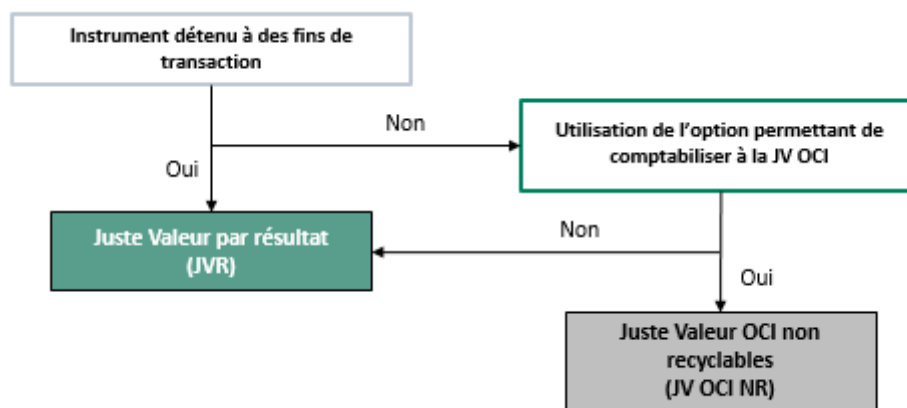 Instrument détenu à des fins de
transaction
Non
Utilisation de l'option permettant de
comptabiliser à la JV OCI
Oui
Juste Valeur par résultat
(JVR)
Non
Oui
Juste Valeur OCI non
recyclables
(JV OCI NR)